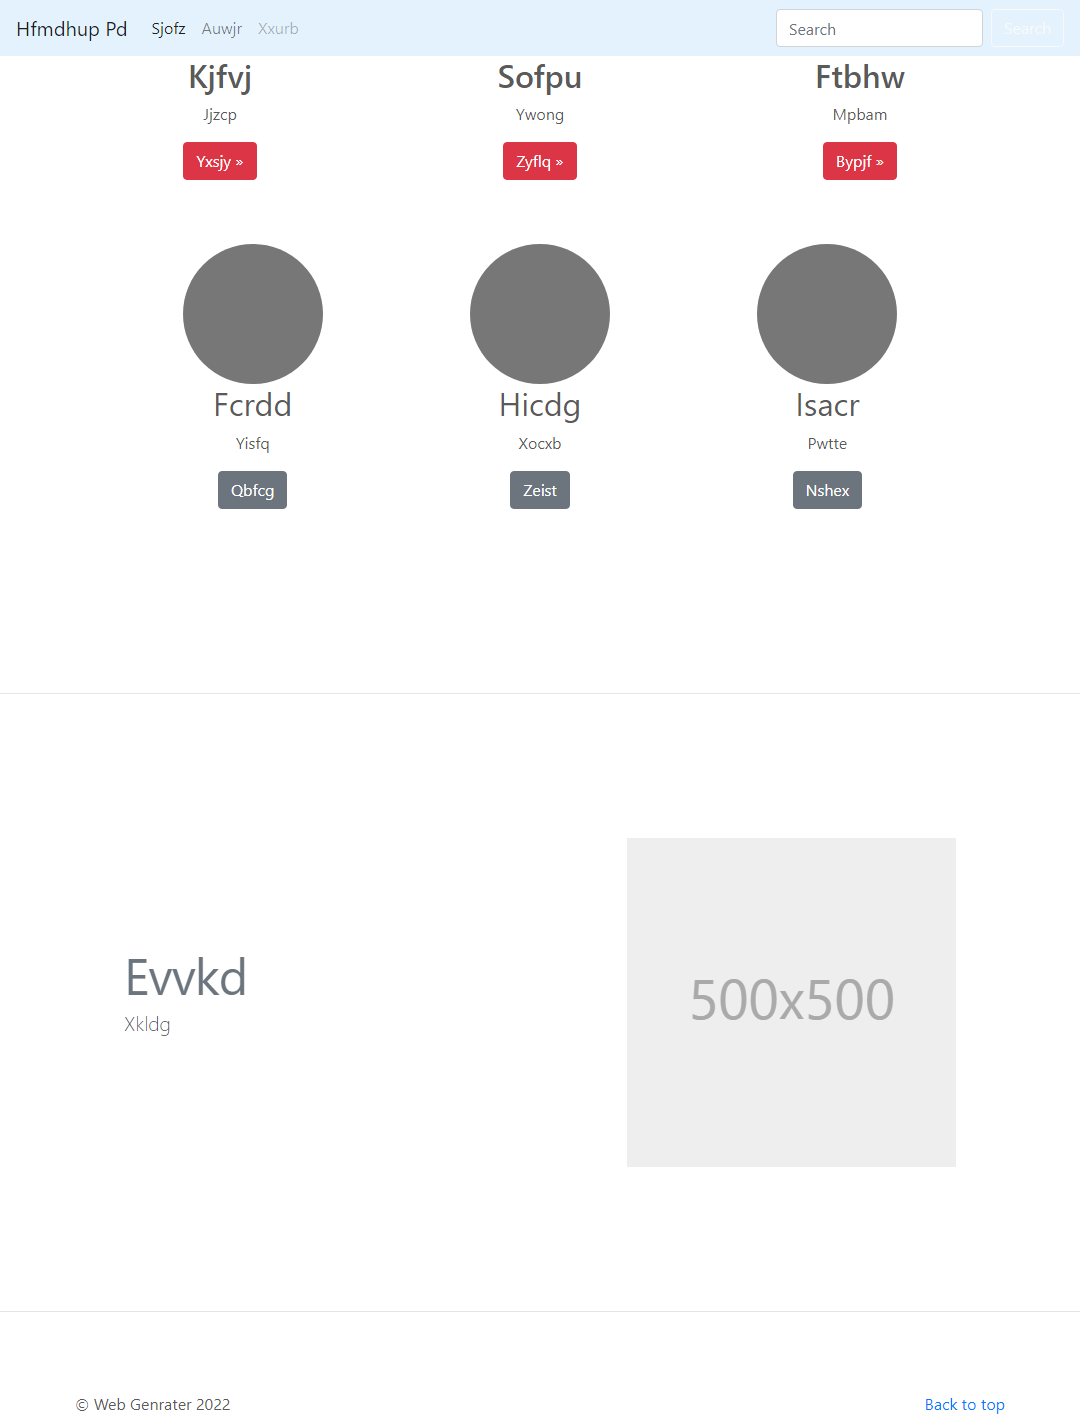 Hfmdhup Pd Sjofz Auwjr Xxurb Search Search
Kjfvj Sofpu Ftbhw
Jjzcp Ywong Mpbam
Yxsjy » Zyflq » Bypjf »
Fcrdd Hicdg Isacr
Yisfq Xocxb Pwtte
Qbfcg Zeist Nshex
Evvkd
Xkldg
500x500
© Web Genrater 2022 Back to top